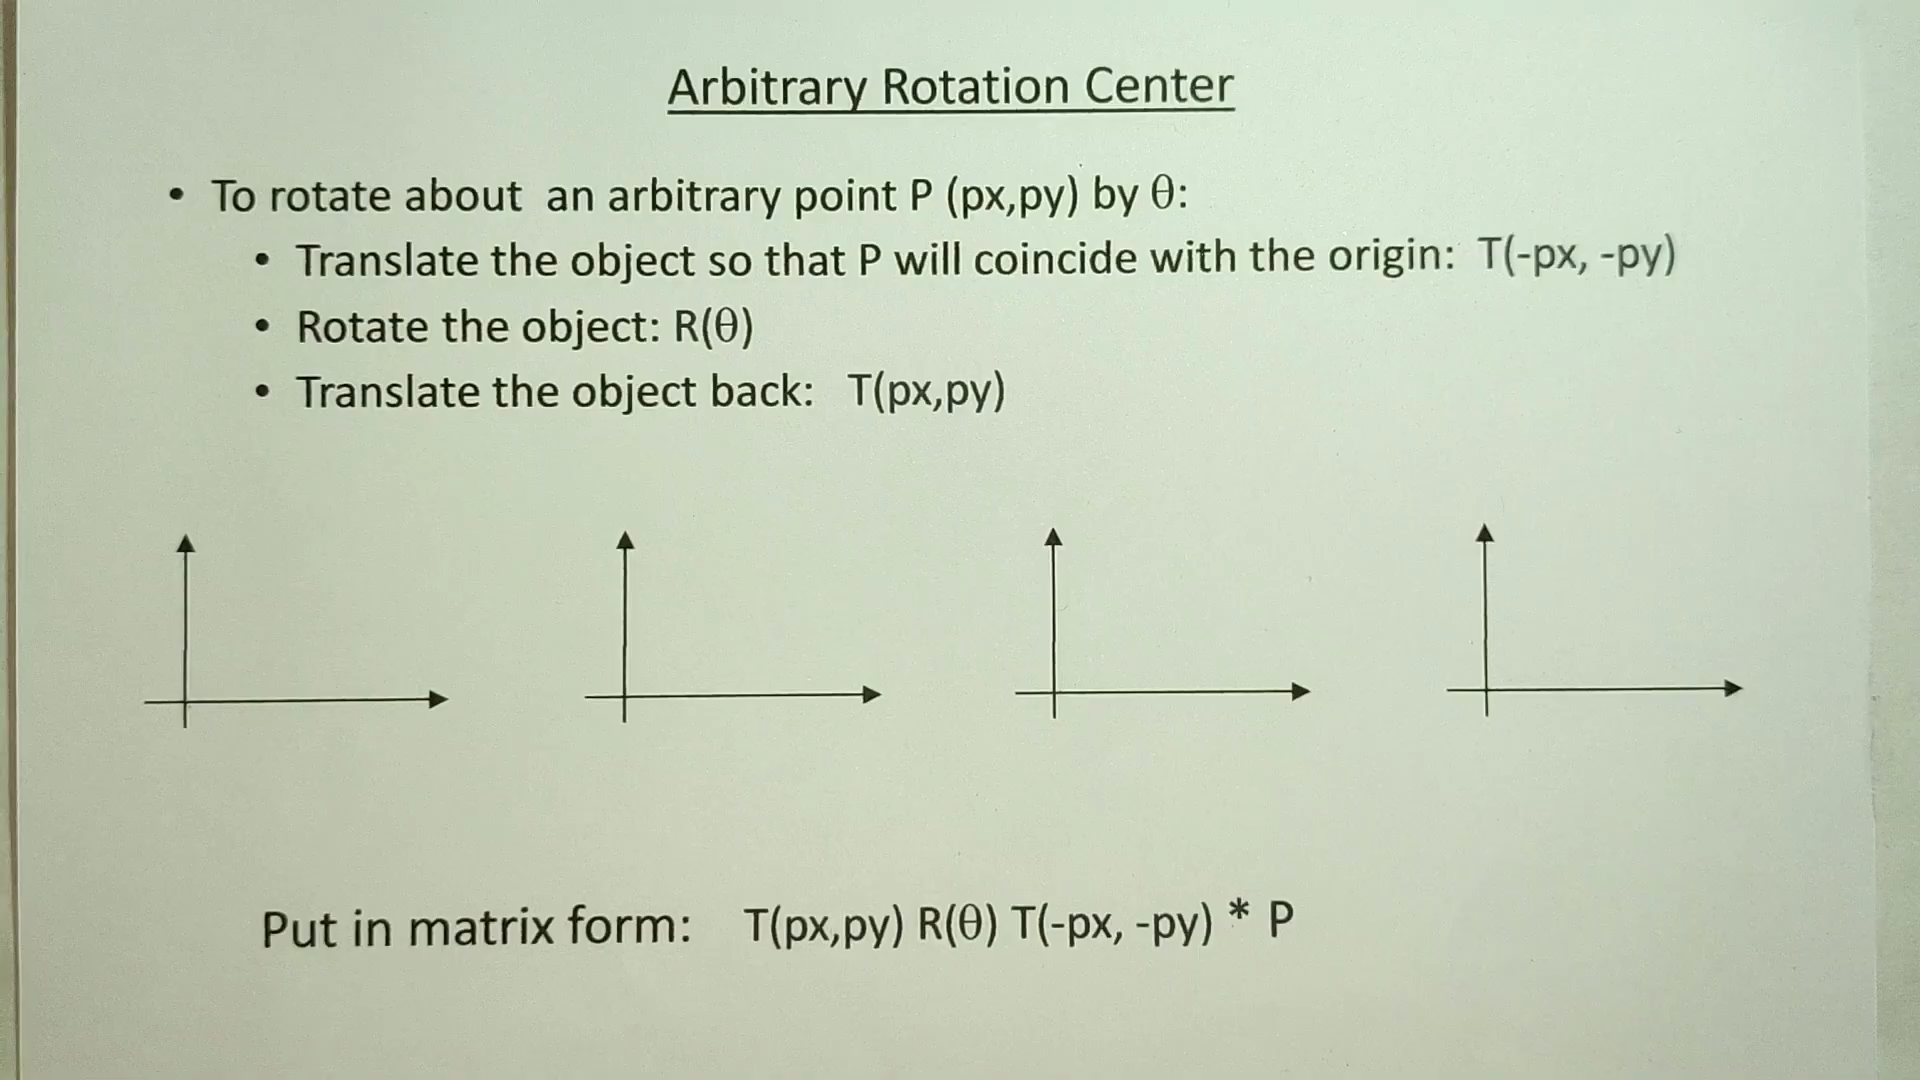 Arbitrary Rotation Center
• To rotate about an arbitrary point P (px,py) by θ:
• Translate the object so that P will coincide with the origin: T(-px, -py)
• Rotate the object: R(θ)
• Translate the object back: T(px,py)
Put in matrix form: T(px,py) R(θ) T(-px, -py) * P